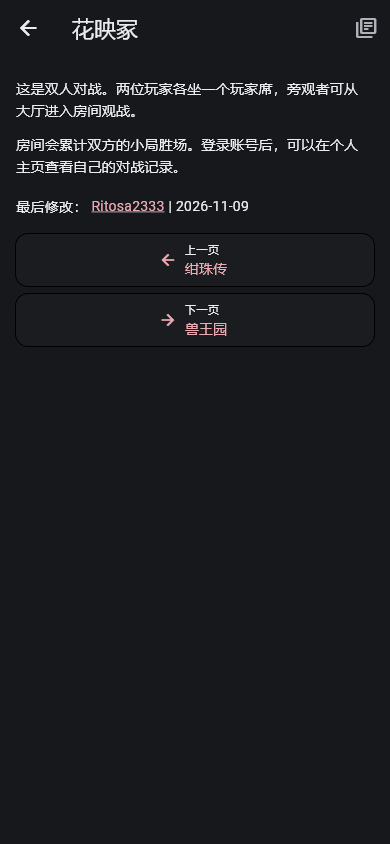 花映冢
这是双人对战。两位玩家各坐一个玩家席，旁观者可从
大厅进入房间观战。
房间会累计双方的小局胜场。登录账号后，可以在个人
主页查看自己的对战记录。
最后修改： Ritosa2333 | 2026-11-09
上一页
绀珠传
下一页
兽王园